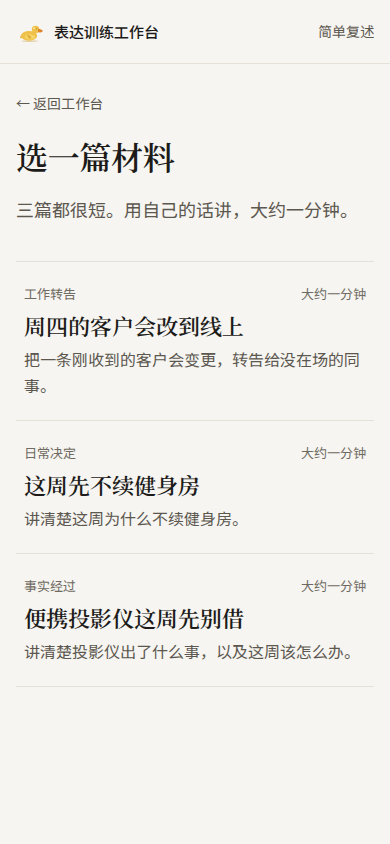 表达训练工作台
简单复述
← 返回工作台
选一篇材料
三篇都很短。用自己的话讲，大约一分钟。
工作转告
大约一分钟
周四的客户会改到线上
把一条刚收到的客户会变更，转告给没在场的同
事。
日常决定
大约一分钟
这周先不续健身房
讲清楚这周为什么不续健身房。
事实经过
大约一分钟
便携投影仪这周先别借
讲清楚投影仪出了什么事，以及这周该怎么办。